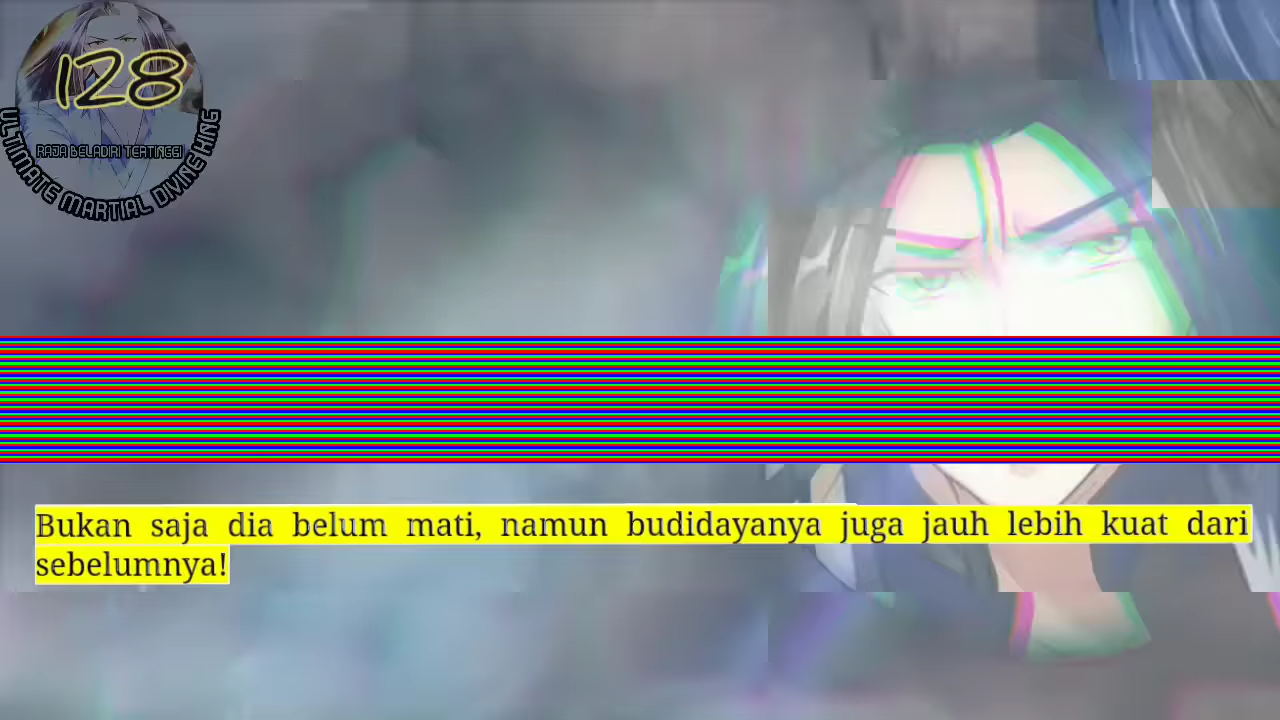 128
RAJA BELADIRI TERTINGGI
ULTIMATE MARTIAL DIVINE KING
Bukan saja dia belum mati, namun budidayanya juga jauh lebih kuat dari
sebelumnya!